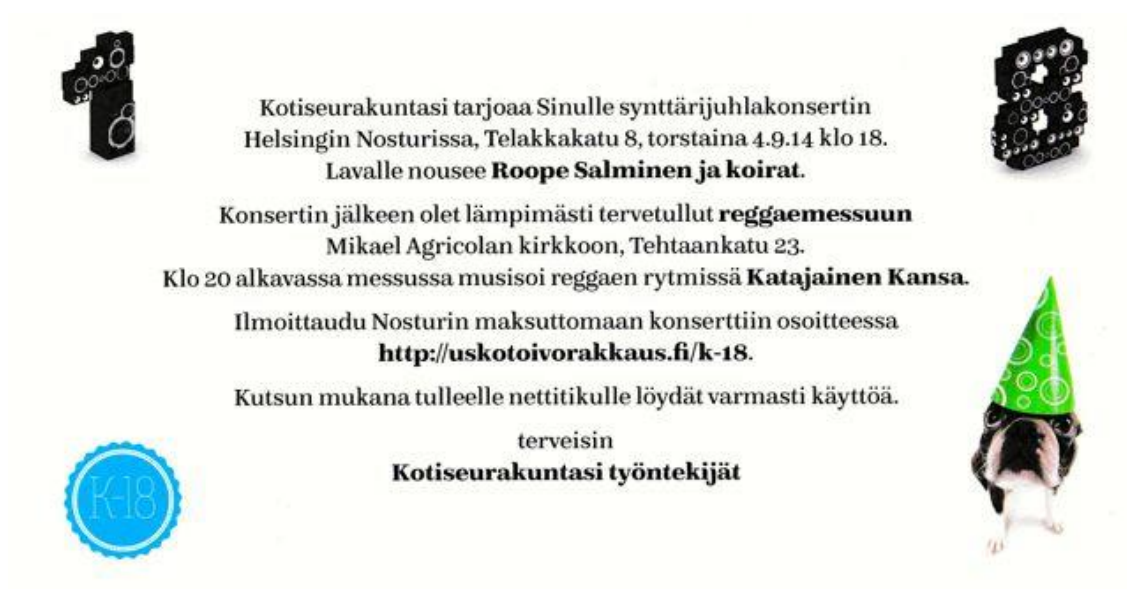 18
Kotiseurakuntasi tarjoaa Sinulle synttärijuhlakonsertin
Helsingin Nosturissa, Telakkakatu 8, torstaina 4.9.14 klo 18.
Lavalle nousee Roope Salminen ja koirat.
Konsertin jälkeen olet lämpimästi tervetullut reggaemessuun
Mikael Agricolan kirkkoon, Tehtaankatu 23.
Klo 20 alkavassa messussa musisoi reggaen rytmissä Katajainen Kansa.
Ilmoittaudu Nosturin maksuttomaan konserttiin osoitteessa
http://uskotoivorakkaus.fi/k-18.
Kutsun mukana tulleelle nettitikulle löydät varmasti käyttöä.
terveisin
Kotiseurakuntasi työntekijät
K-18